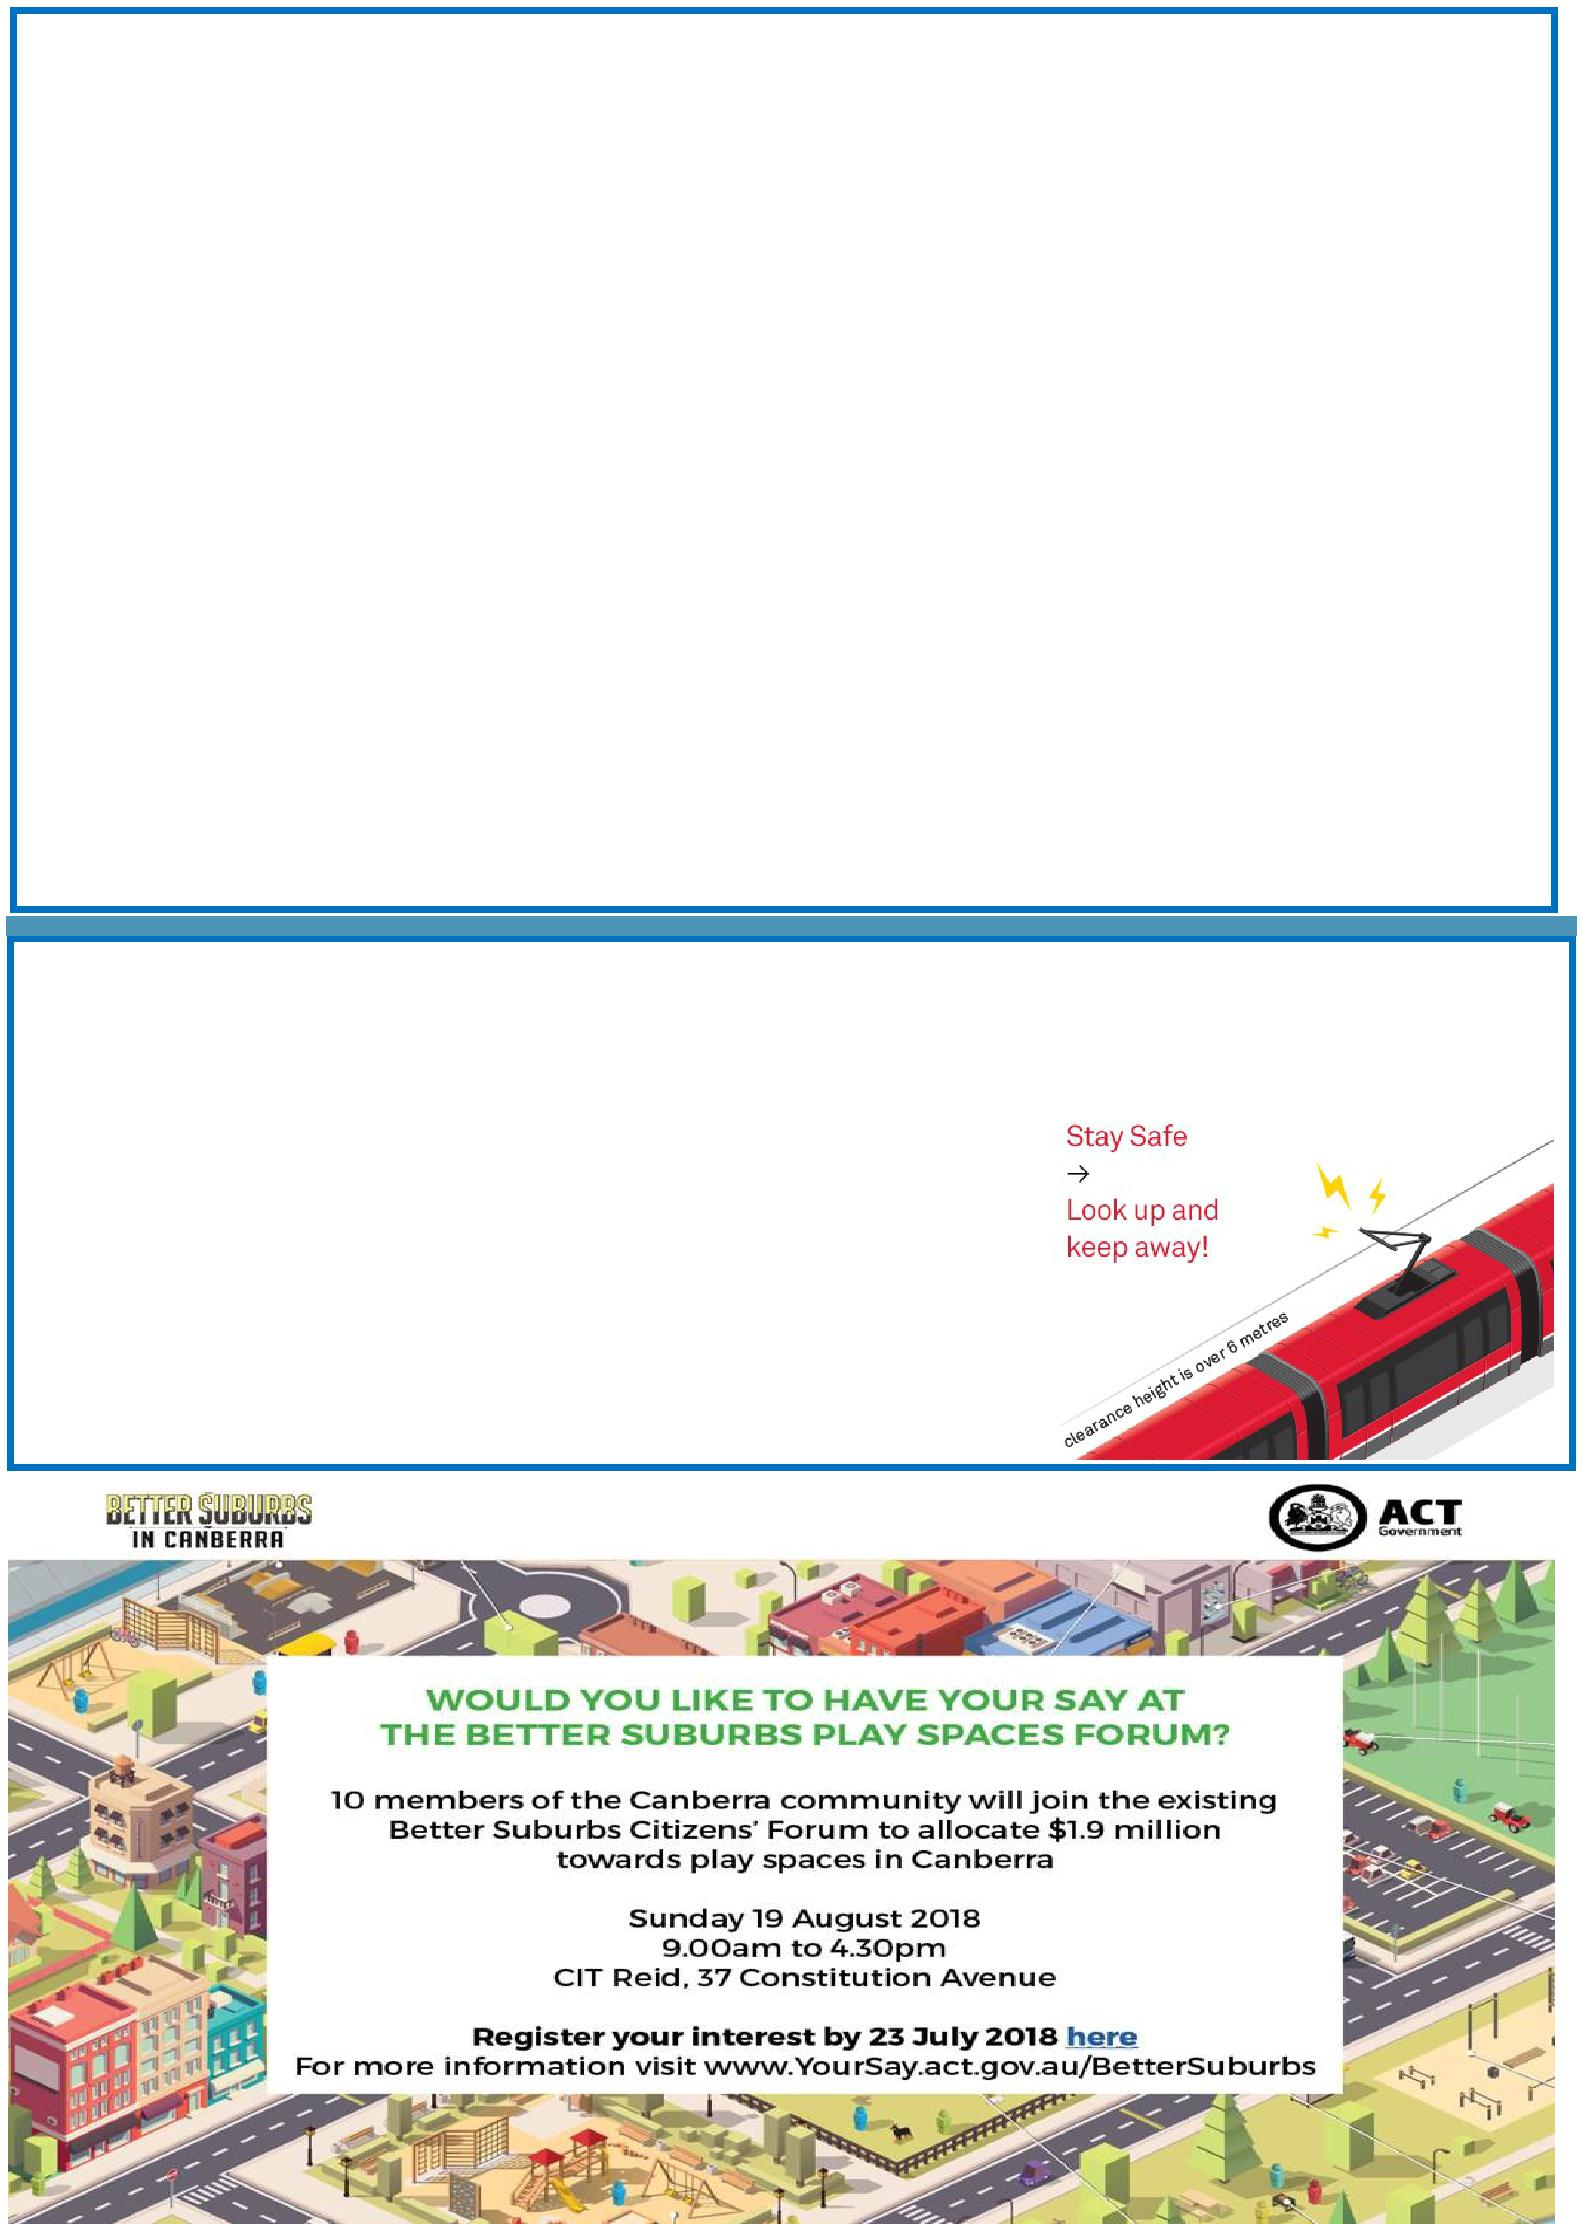 Stay Safe
→
Look up and
keep away!
clearance height is over 6 metres
BETTER SUBURBS
IN CANBERRA
ACT
Government
WOULD YOU LIKE TO HAVE YOUR SAY AT
THE BETTER SUBURBS PLAY SPACES FORUM?
10 members of the Canberra community will join the existing
Better Suburbs Citizens' Forum to allocate $1.9 million
towards play spaces in Canberra
Sunday 19 August 2018
9.00am to 4.30pm
CIT Reid, 37 Constitution Avenue
Register your interest by 23 July 2018 here
For more information visit www.YourSay.act.gov.au/BetterSuburbs